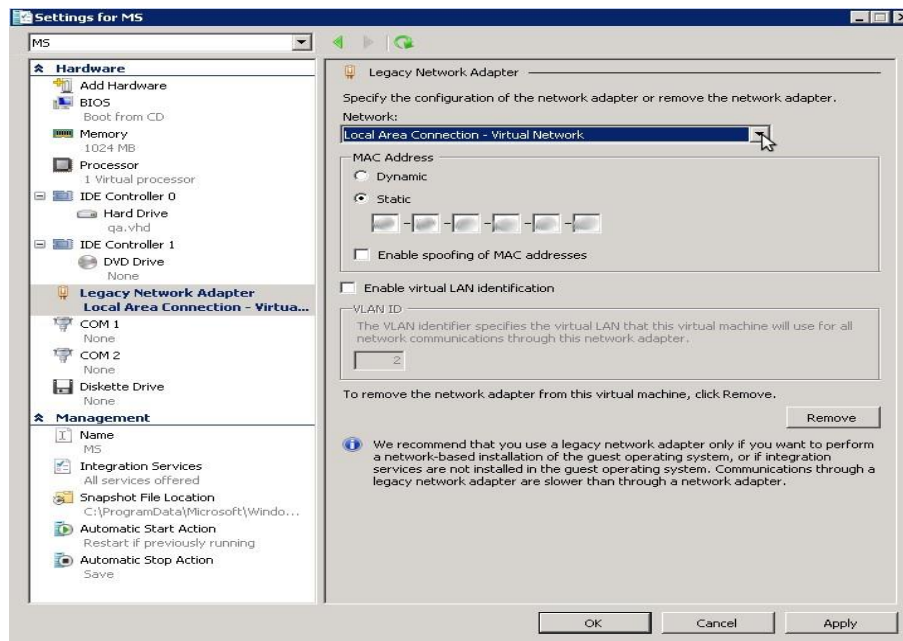 Settings for MS
MS
Hardware
Add Hardware
BIOS
Boot from CD
Memory
1024 MB
Processor
1 Virtual processor
IDE Controller 0
Hard Drive
qa.vhd
IDE Controller 1
DVD Drive
None
Legacy Network Adapter
Local Area Connection - Virtua...
COM 1
None
COM 2
None
Diskette Drive
None
Management
Name
MS
Integration Services
All services offered
Snapshot File Location
C:\ProgramData\Microsoft\Windo...
Automatic Start Action
Restart if previously running
Automatic Stop Action
Save
Legacy Network Adapter
Specify the configuration of the network adapter or remove the network adapter.
Network:
Local Area Connection - Virtual Network
MAC Address
Dynamic
Static
- - - - -
Enable spoofing of MAC addresses
Enable virtual LAN identification
VLAN ID
The VLAN identifier specifies the virtual LAN that this virtual machine will use for all
network communications through this network adapter.
2
To remove the network adapter from this virtual machine, click Remove.
Remove
We recommend that you use a legacy network adapter only if you want to perform
a network-based installation of the guest operating system, or if integration
services are not installed in the guest operating system. Communications through a
legacy network adapter are slower than through a network adapter.
OK
Cancel
Apply